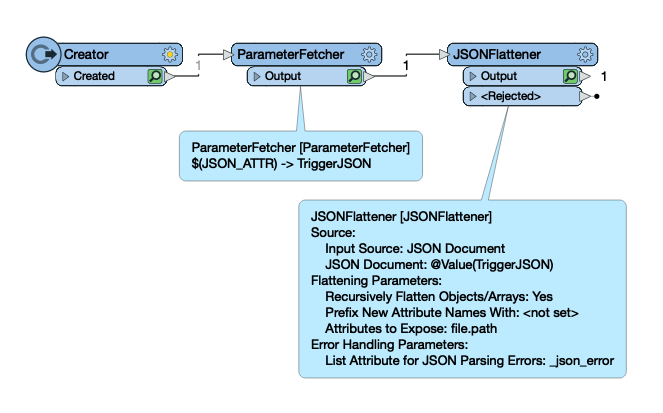 Creator
Created
1
ParameterFetcher
Output
1
JSONFlattener
Output
1
<Rejected>
ParameterFetcher [ParameterFetcher]
$(JSON_ATTR) -> TriggerJSON
JSONFlattener [JSONFlattener]
Source:
Input Source: JSON Document
JSON Document: @Value(TriggerJSON)
Flattening Parameters:
Recursively Flatten Objects/Arrays: Yes
Prefix New Attribute Names With: <not set>
Attributes to Expose: file.path
Error Handling Parameters:
List Attribute for JSON Parsing Errors: _json_error